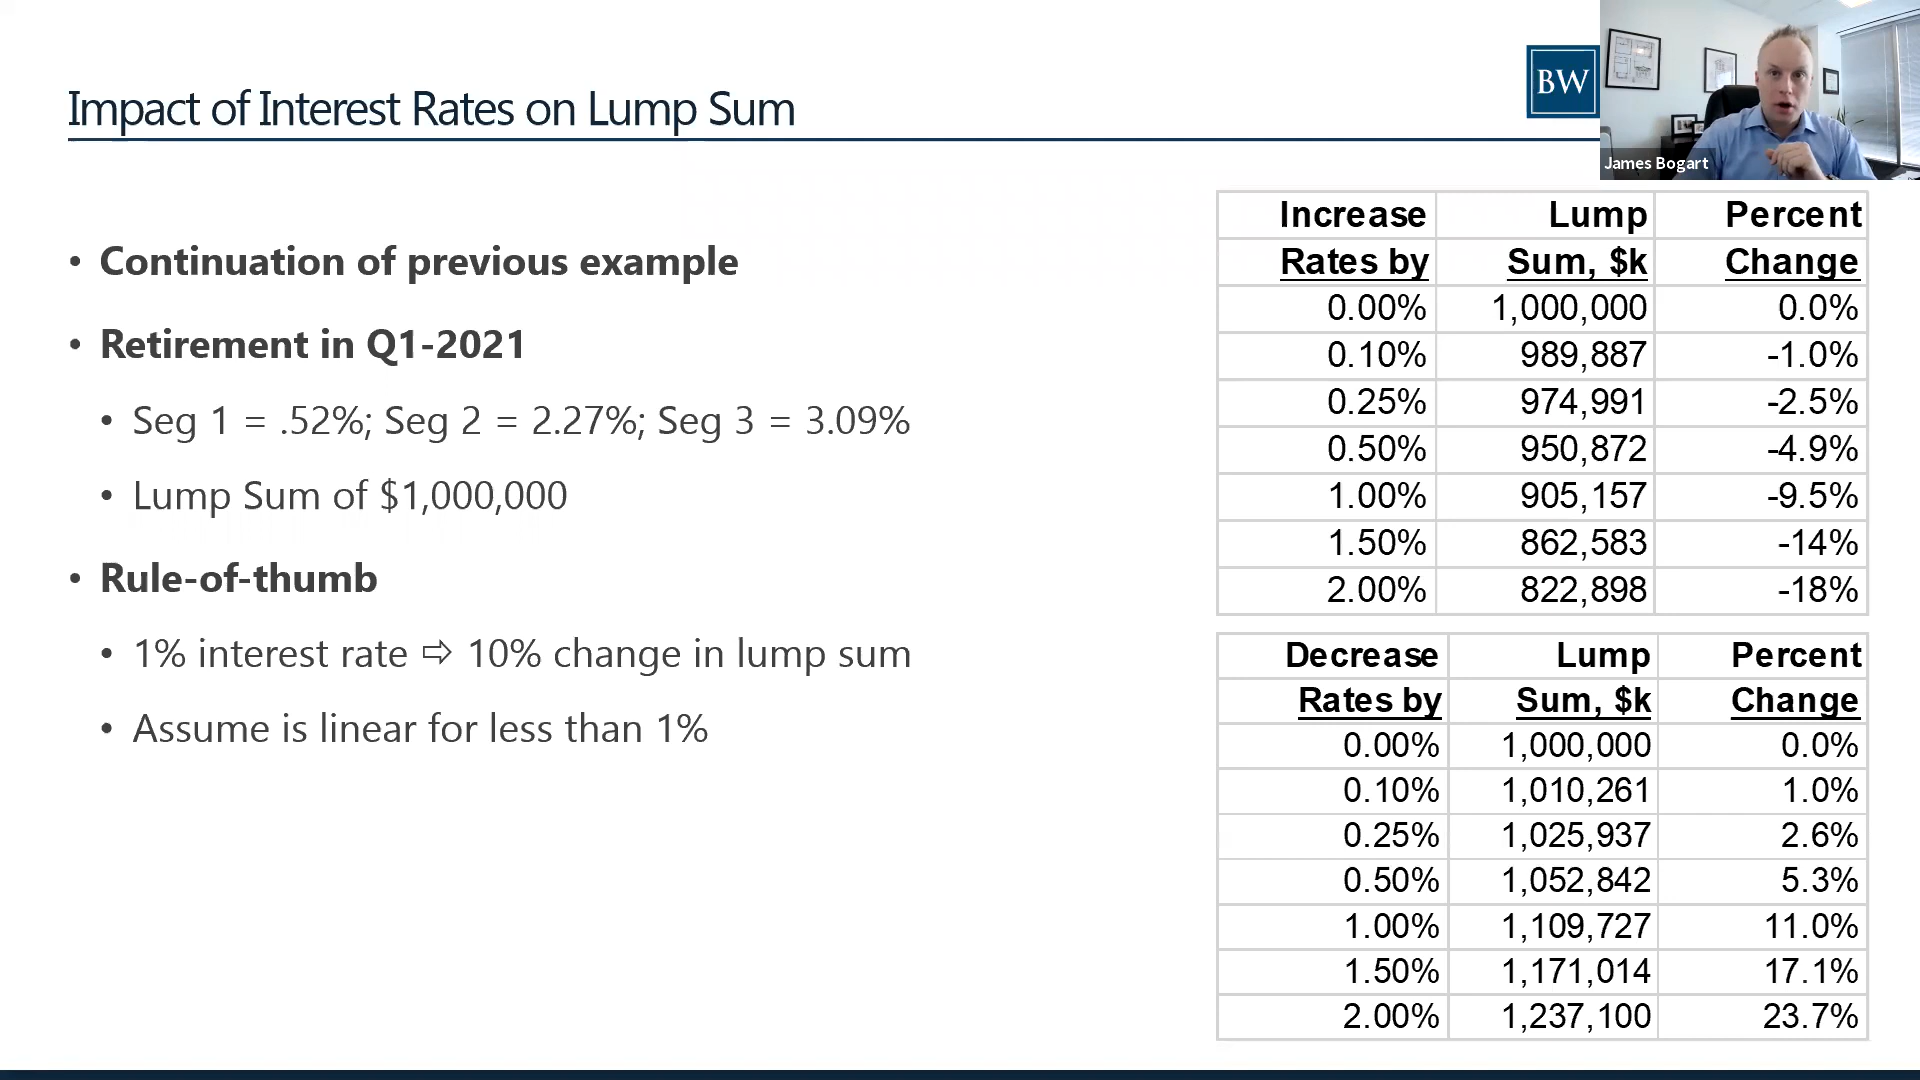 Impact of Interest Rates on Lump Sum
BW
James Bogart
• Continuation of previous example
• Retirement in Q1-2021
• Seg 1 = .52%; Seg 2 = 2.27%; Seg 3 = 3.09%
• Lump Sum of $1,000,000
• Rule-of-thumb
• 1% interest rate ⇨ 10% change in lump sum
• Assume is linear for less than 1%
Increase Lump Percent
Rates by Sum, $k Change
0.00% 1,000,000 0.0%
0.10% 989,887 -1.0%
0.25% 974,991 -2.5%
0.50% 950,872 -4.9%
1.00% 905,157 -9.5%
1.50% 862,583 -14%
2.00% 822,898 -18%
Decrease Lump Percent
Rates by Sum, $k Change
0.00% 1,000,000 0.0%
0.10% 1,010,261 1.0%
0.25% 1,025,937 2.6%
0.50% 1,052,842 5.3%
1.00% 1,109,727 11.0%
1.50% 1,171,014 17.1%
2.00% 1,237,100 23.7%